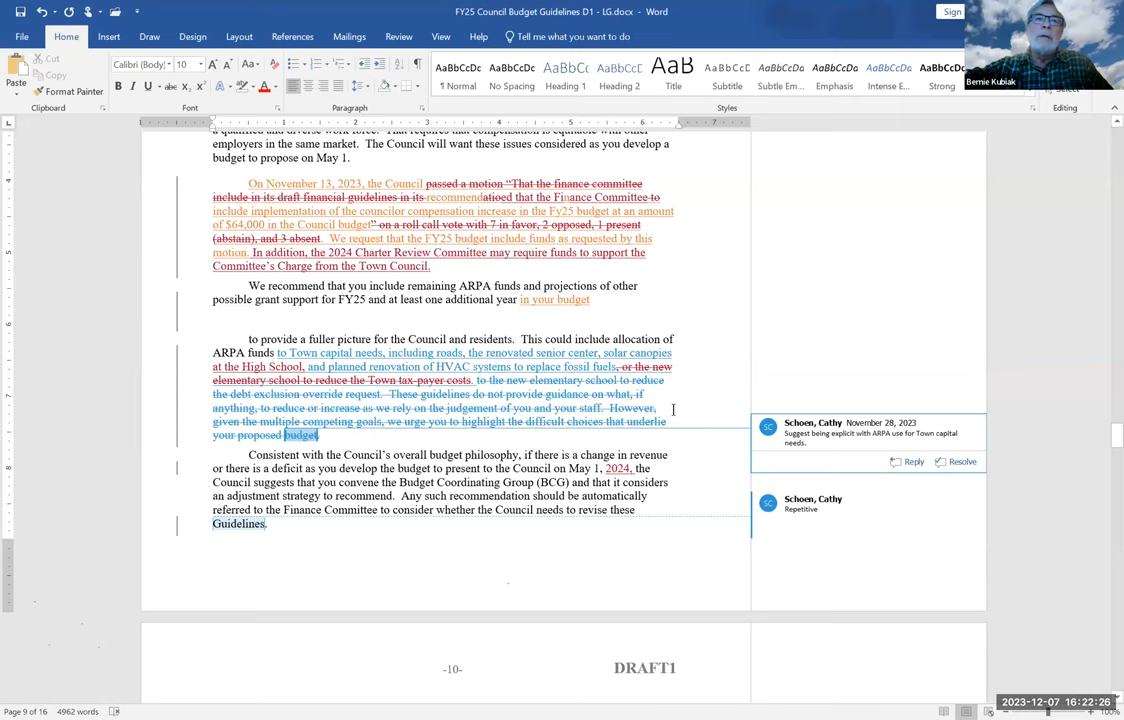 FY25 Council Budget Guidelines D1 - LG.docx - Word
Sign
File Home Insert Draw Design Layout References Mailings Review View Help Tell me what you want to do
Bernie Kubiak
Paste
Cut
Copy
Format Painter
Clipboard
Calibri (Body) 10
Font
Paragraph
AaBbCcDc AaBbCcDc AaBbCc AaBbCcC AaB AaBbCcD AaBbCcDa AaBbCcDa AaBbCcDa AaBbCcDc
¶ Normal No Spacing Heading 1 Heading 2 Title Subtitle Subtle Em... Emphasis Intense E... Strong
Styles
Editing
employers in the same market. The Council will want these issues considered as you develop a
budget to propose on May 1.
On November 13, 2023, the Council passed a motion “That the finance committee
include in its draft financial guidelines in its recommendatioed that the Finance Committee to
include implementation of the councilor compensation increase in the Fy25 budget at an amount
of $64,000 in the Council budget” on a roll call vote with 7 in favor, 2 opposed, 1 present
(abstain), and 3 absent. We request that the FY25 budget include funds as requested by this
motion. In addition, the 2024 Charter Review Committee may require funds to support the
Committee’s Charge from the Town Council.
We recommend that you include remaining ARPA funds and projections of other
possible grant support for FY25 and at least one additional year in your budget
to provide a fuller picture for the Council and residents. This could include allocation of
ARPA funds to Town capital needs, including roads, the renovated senior center, solar canopies
at the High School, and planned renovation of HVAC systems to replace fossil fuels, or the new
elementary school to reduce the Town tax-payer costs. to the new elementary school to reduce
the debt exclusion override request. These guidelines do not provide guidance on what, if
anything, to reduce or increase as we rely on the judgement of you and your staff. However,
given the multiple competing goals, we urge you to highlight the difficult choices that underlie
your proposed budget.
Schoen, Cathy November 28, 2023
Suggest being explicit with ARPA use for Town capital
needs.
Reply Resolve
Consistent with the Council’s overall budget philosophy, if there is a change in revenue
or there is a deficit as you develop the budget to present to the Council on May 1, 2024, the
Council suggests that you convene the Budget Coordinating Group (BCG) and that it considers
an adjustment strategy to recommend. Any such recommendation should be automatically
referred to the Finance Committee to consider whether the Council needs to revise these
Guidelines.
Schoen, Cathy
Repetitive
-10- DRAFT1
Page 9 of 16 4962 words
2023-12-07 16:22:26
100%